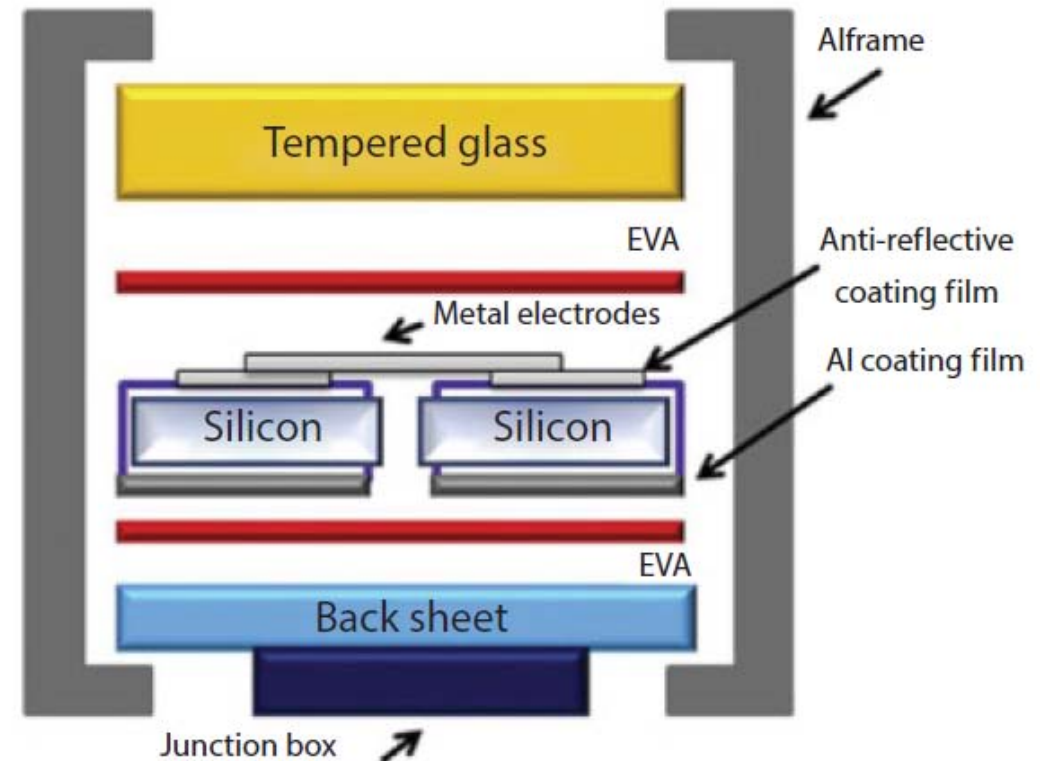 Alframe
Tempered glass
EVA
Anti-reflective
coating film
Metal electrodes
Al coating film
Silicon
Silicon
EVA
Back sheet
Junction box